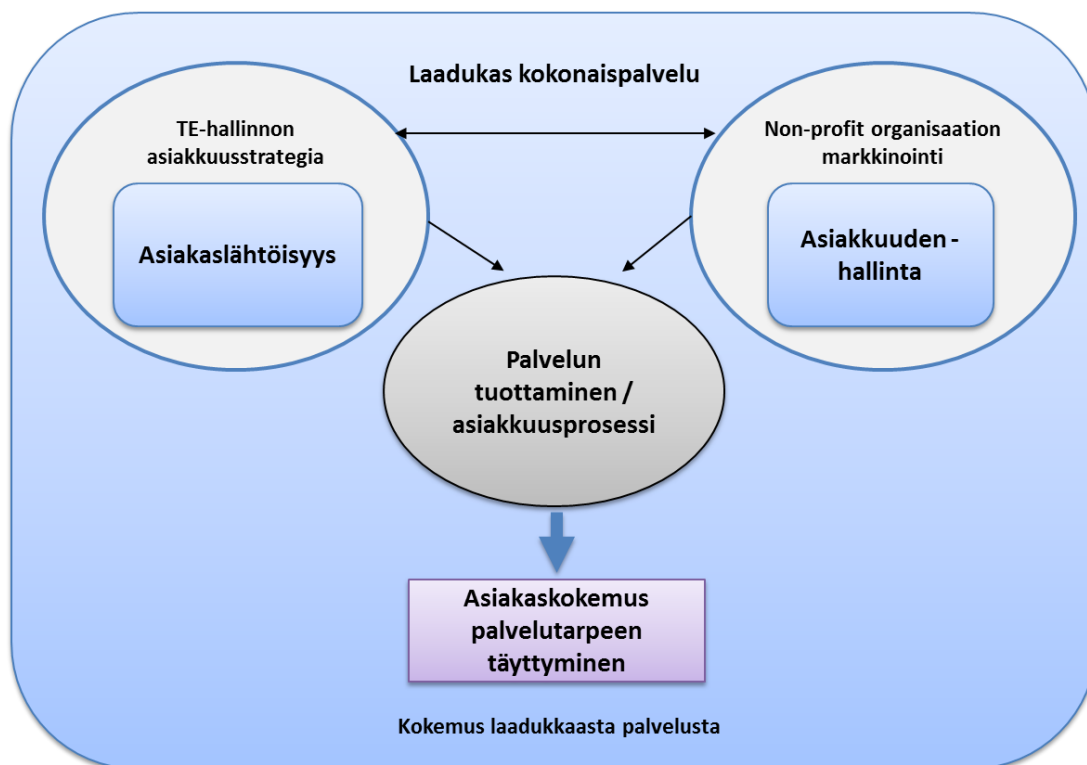 Laadukas kokonaispalvelu
TE-hallinnon
asiakkuusstrategia
Asiakaslähtöisyys
Non-profit organisaation
markkinointi
Asiakkuuden -
hallinta
Palvelun
tuottaminen /
asiakkuusprosessi
Asiakaskokemus
palvelutarpeen
täyttyminen
Kokemus laadukkaasta palvelusta